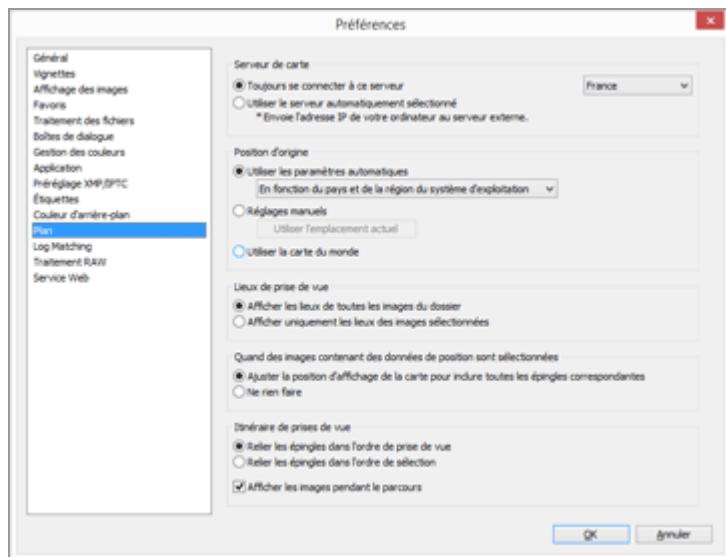 Préférences
Général
Vignettes
Affichage des images
Favoris
Traitement des fichiers
Boîtes de dialogue
Gestion des couleurs
Application
Préréglage XMP/IPTC
Étiquettes
Couleur d'arrière-plan
Plan
Log Matching
Traitement RAW
Service Web
Serveur de carte
Toujours se connecter à ce serveur
France
Utiliser le serveur automatiquement sélectionné
* Envoie l'adresse IP de votre ordinateur au serveur externe.
Position d'origine
Utiliser les paramètres automatiques
En fonction du pays et de la région du système d'exploitation
Réglages manuels
Utiliser l'emplacement actuel
Utiliser la carte du monde
Lieux de prise de vue
Afficher les lieux de toutes les images du dossier
Afficher uniquement les lieux des images sélectionnées
Quand des images contenant des données de position sont sélectionnées
Ajuster la position d'affichage de la carte pour inclure toutes les épingles correspondantes
Ne rien faire
Itinéraire de prises de vue
Relier les épingles dans l'ordre de prise de vue
Relier les épingles dans l'ordre de sélection
Afficher les images pendant le parcours
OK
Annuler